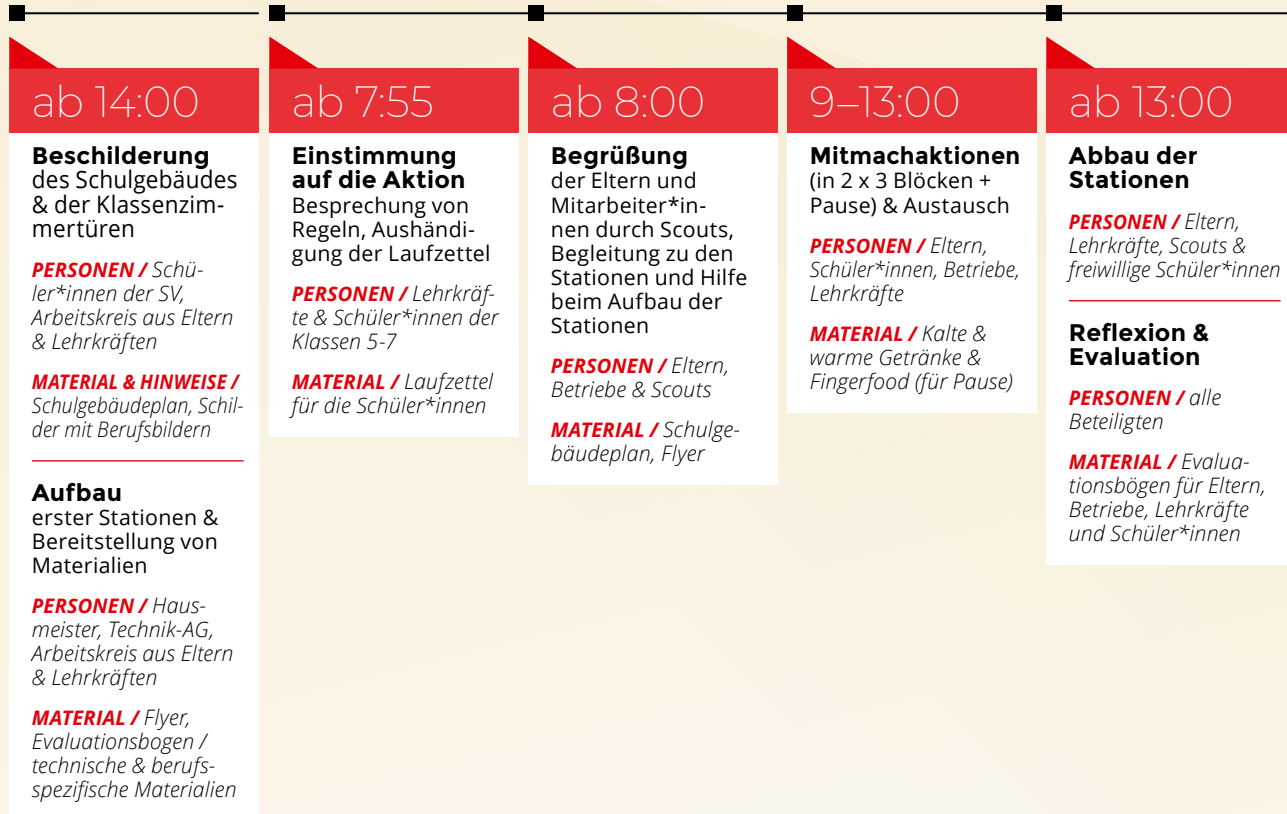 ab 14:00
Beschilderung
des Schulgebäudes
& der Klassenzim-
mertüren
PERSONEN / Schü-
ler*innen der SV,
Arbeitskreis aus Eltern
& Lehrkräften
MATERIAL & HINWEISE /
Schulgebäudeplan, Schil-
der mit Berufsbildern
Aufbau
erster Stationen &
Bereitstellung von
Materialien
PERSONEN / Haus-
meister, Technik-AG,
Arbeitskreis aus Eltern
& Lehrkräften
MATERIAL / Flyer,
Evaluationsbogen /
technische & berufs-
spezifische Materialien
ab 7:55
Einstimmung
auf die Aktion
Besprechung von
Regeln, Aushändi-
gung der Laufzettel
PERSONEN / Lehrkräf-
te & Schüler*innen der
Klassen 5-7
MATERIAL / Laufzettel
für die Schüler*innen
ab 8:00
Begrüßung
der Eltern und
Mitarbeiter*in-
nen durch Scouts,
Begleitung zu den
Stationen und Hilfe
beim Aufbau der
Stationen
PERSONEN / Eltern,
Betriebe & Scouts
MATERIAL / Schulge-
bäudeplan, Flyer
9–13:00
Mitmachaktionen
(in 2 x 3 Blöcken +
Pause) & Austausch
PERSONEN / Eltern,
Schüler*innen, Betriebe,
Lehrkräfte
MATERIAL / Kalte &
warme Getränke &
Fingerfood (für Pause)
ab 13:00
Abbau der
Stationen
PERSONEN / Eltern,
Lehrkräfte, Scouts &
freiwillige Schüler*innen
Reflexion &
Evaluation
PERSONEN / alle
Beteiligten
MATERIAL / Evalua-
tionsbögen für Eltern,
Betriebe, Lehrkräfte
und Schüler*innen